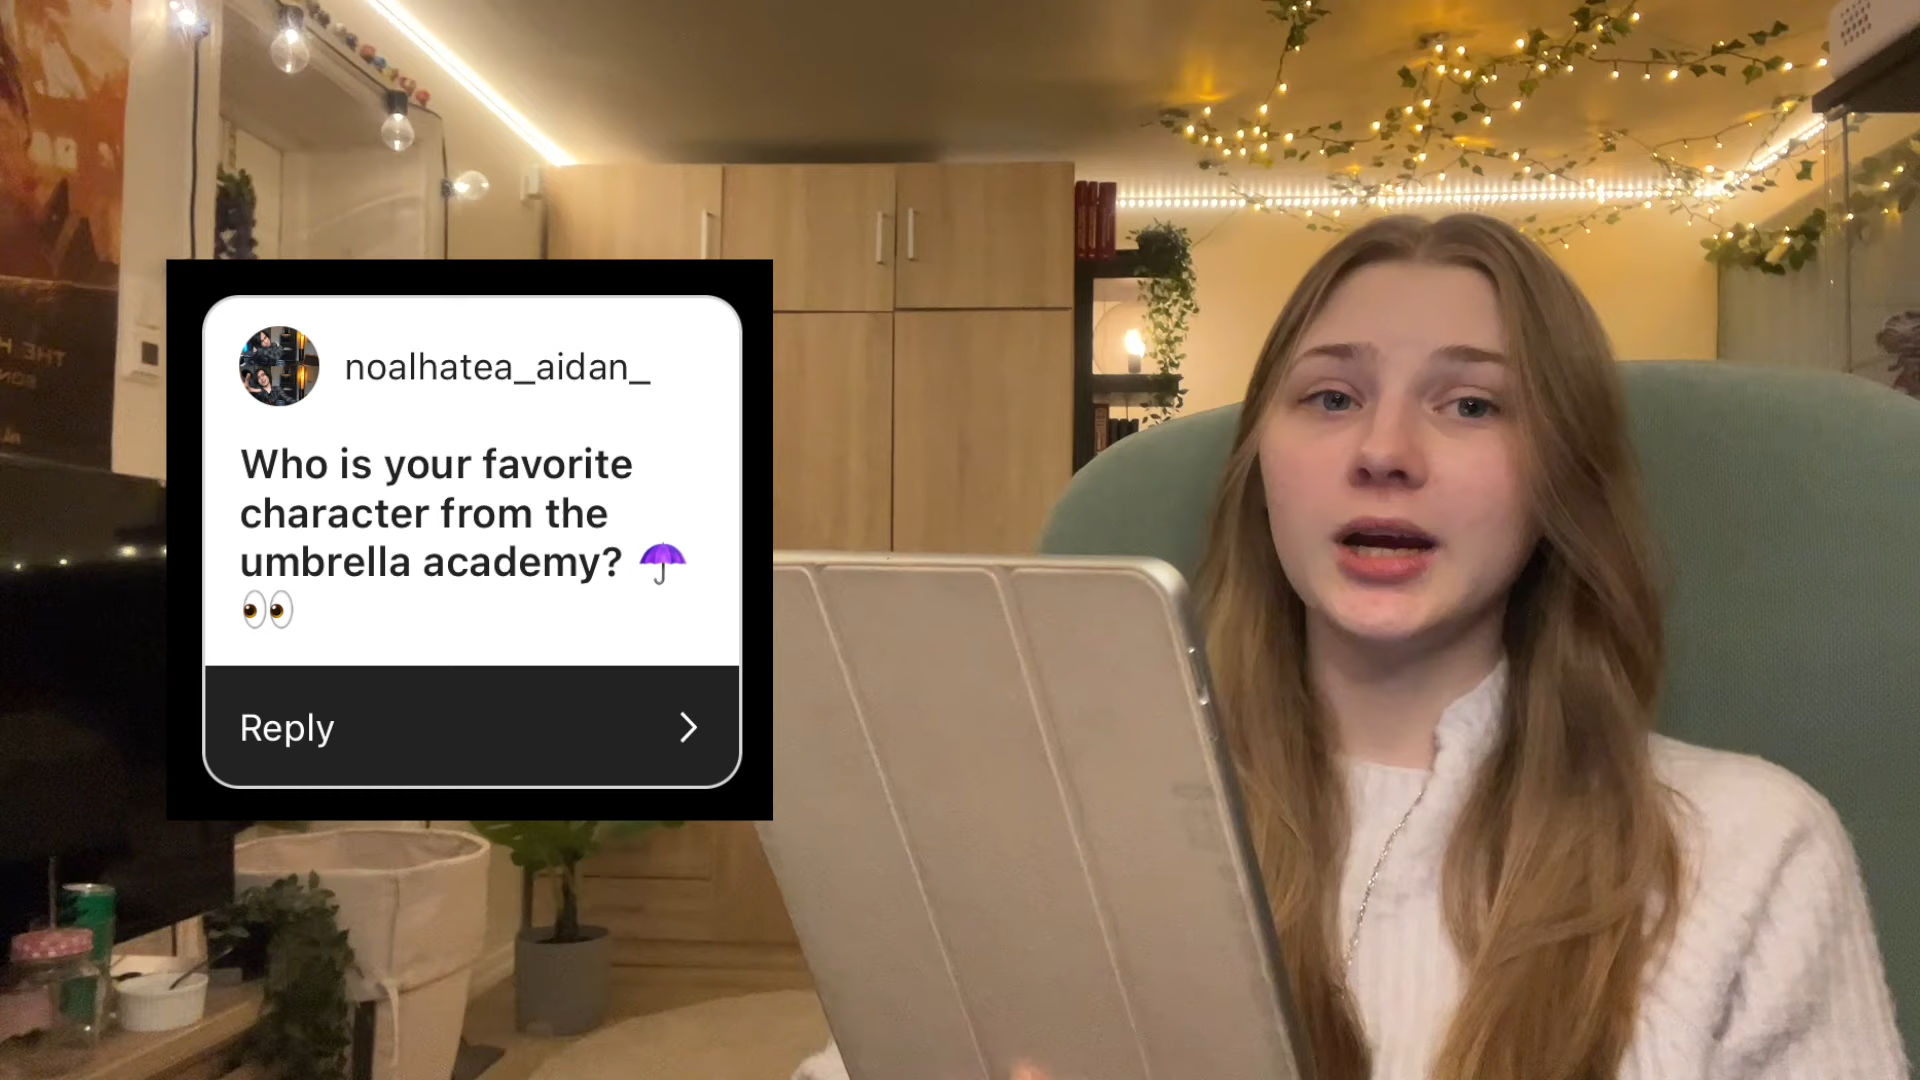 noalhatea_aidan_
Who is your favorite
character from the
umbrella academy? ☂️
👀
Reply